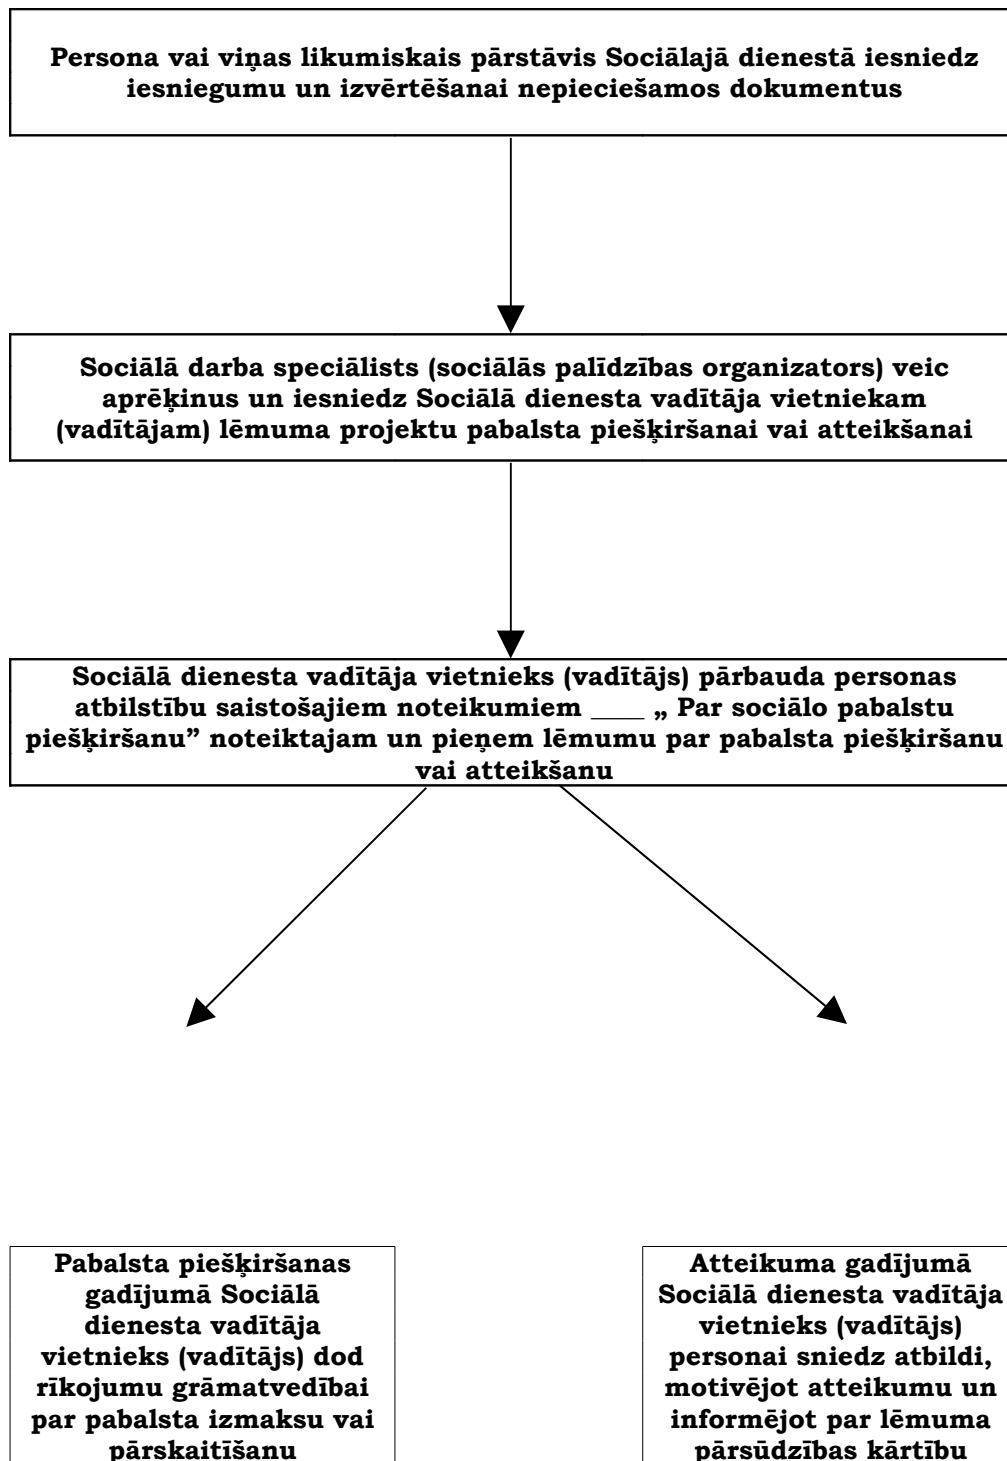 Persona vai viņas likumiskais pārstāvis Sociālajā dienestā iesniedz
iesniegumu un izvērtēšanai nepieciešamos dokumentus
Sociālā darba speciālists (sociālās palīdzības organizators) veic
aprēķinus un iesniedz Sociālā dienesta vadītāja vietniekam
(vadītājam) lēmuma projektu pabalsta piešķiršanai vai atteikšanai
Sociālā dienesta vadītāja vietnieks (vadītājs) pārbauda personas
atbilstību saistošajiem noteikumiem ____ „ Par sociālo pabalstu
piešķiršanu” noteiktajam un pieņem lēmumu par pabalsta piešķiršanu
vai atteikšanu
Pabalsta piešķiršanas
gadījumā Sociālā
dienesta vadītāja
vietnieks (vadītājs) dod
rīkojumu grāmatvedībai
par pabalsta izmaksu vai
pārskaitīšanu
Atteikuma gadījumā
Sociālā dienesta vadītāja
vietnieks (vadītājs)
personai sniedz atbildi,
motivējot atteikumu un
informējot par lēmuma
pārsūdzības kārtību